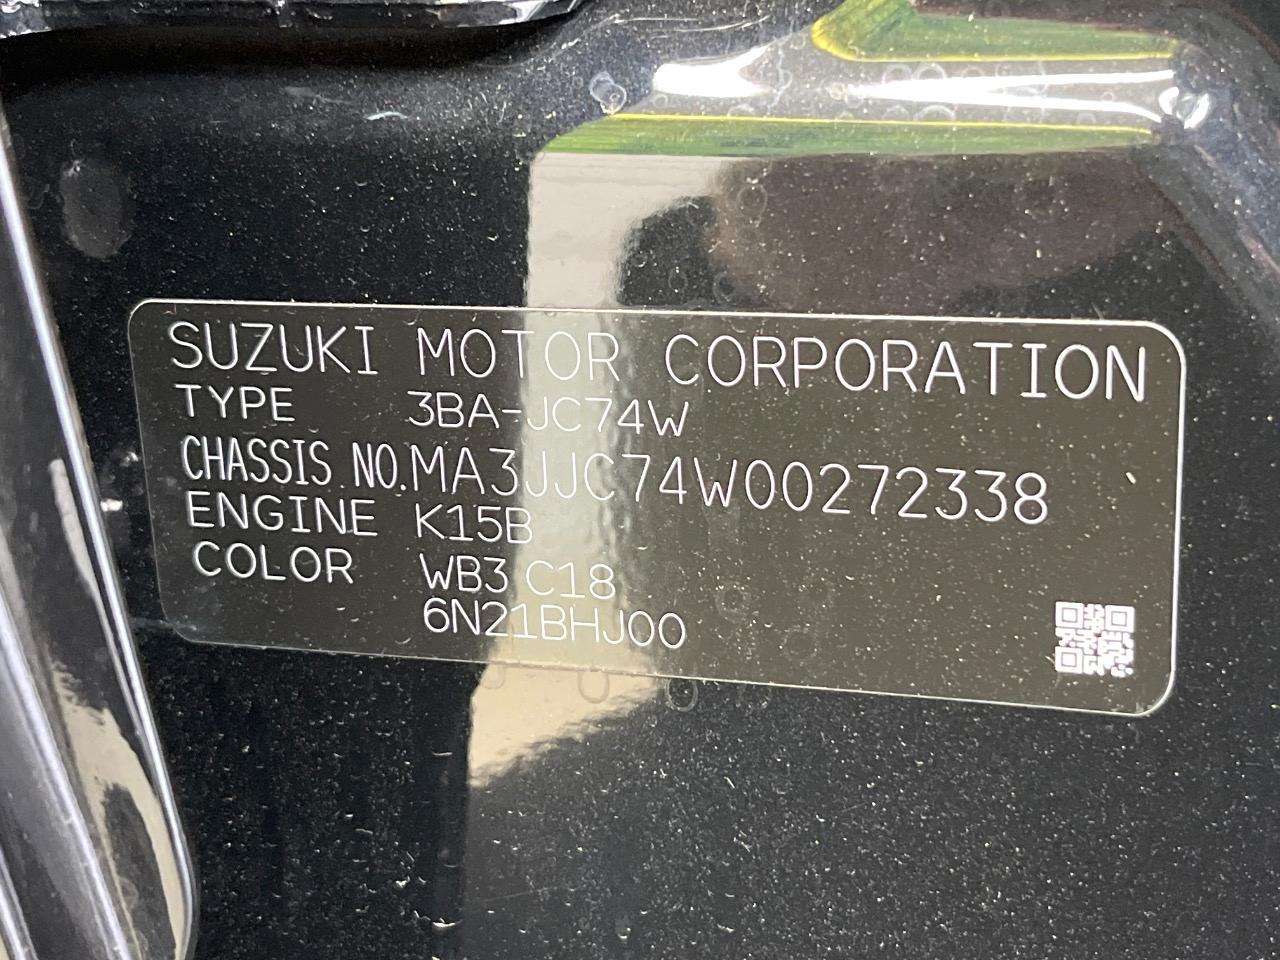 SUZUKI MOTOR CORPORATION
TYPE 3BA-JC74W
CHASSIS NO. MA3JJC74W00272338
ENGINE K15B
COLOR WB3 C18
6N21BHJ00